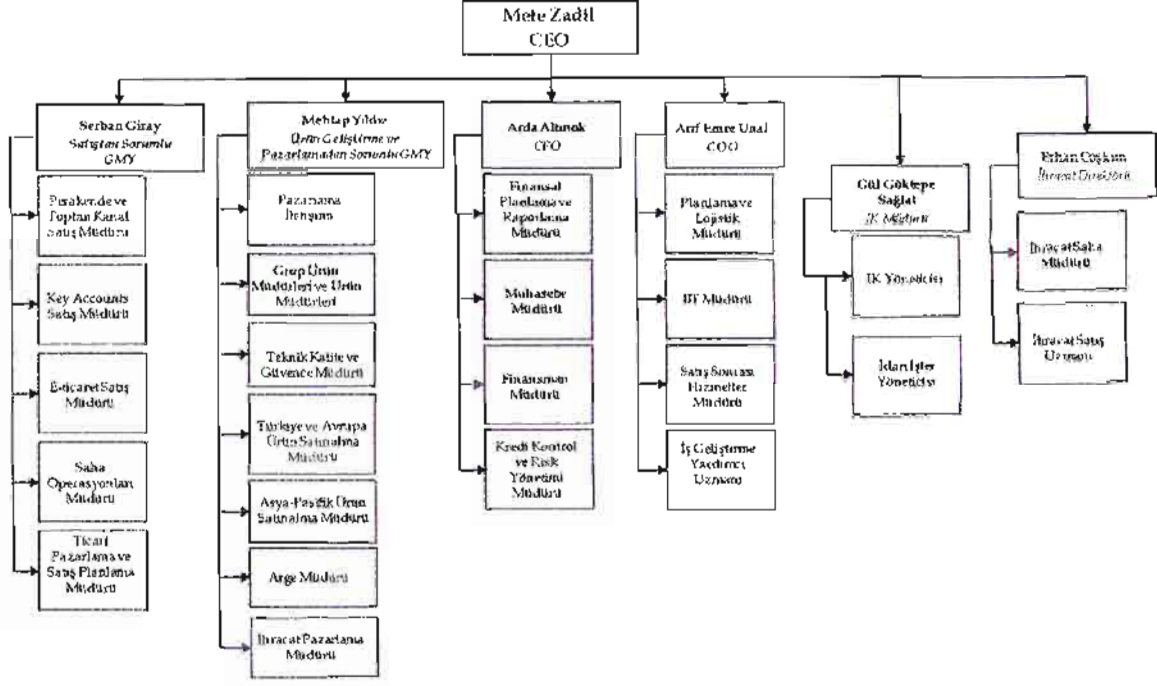 Mete Zadil
CEO
Serban Giray
Satıştan Sorumlu
GMY
Perakende ve
Toptan Kanal
Satış Müdürü
Key Accounts
Satış Müdürü
E-ticaret Satış
Müdürü
Saha
Operasyonları
Müdürü
Ticari
Pazarlama ve
Satış Planlama
Müdürü
Mehtap Yıldız
Ürün Geliştirme ve
Pazarlamadan Sorumlu GMY
Pazarlama
İletişim
Grup Ürün
Müdürleri ve Ürün
Müdürleri
Teknik Kalite ve
Güvence Müdürü
Türkiye ve Avrupa
Ürün Satınalma
Müdürü
Asya-Pasifik Ürün
Satınalma Müdürü
Arge Müdürü
İhracat Pazarlama
Müdürü
Arda Altınok
CFO
Finansal
Planlama ve
Raporlama
Müdürü
Muhasebe
Müdürü
Finansman
Müdürü
Kredi Kontrol
ve Risk
Yönetimi
Müdürü
Arif Emre Unal
COO
Planlama ve
Lojistik
Müdürü
BT Müdürü
Satış Sonrası
Hizmetler
Müdürü
İş Geliştirme
Yardımcı
Uzmanı
Gül Göktepe
Sağlat
İK Müdürü
İK Yöneticisi
İdari İşler
Yöneticisi
Erhan Coşkun
İhracat Direktörü
İhracat Saha
Müdürü
İhracat Satış
Uzmanı